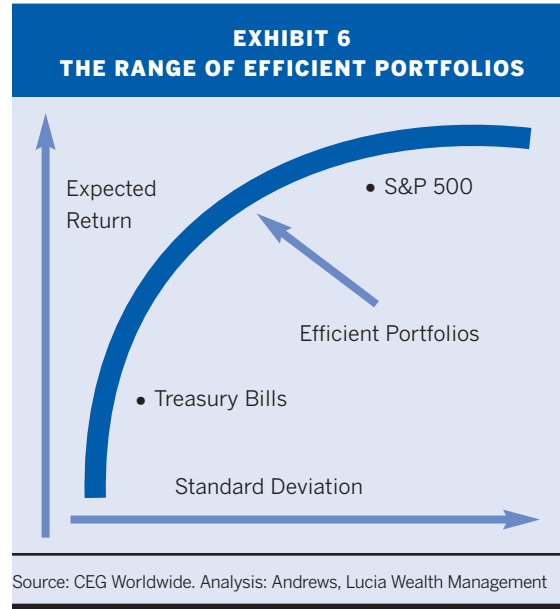 EXHIBIT 6
THE RANGE OF EFFICIENT PORTFOLIOS
Expected
Return
• S&P 500
Efficient Portfolios
• Treasury Bills
Standard Deviation
Source: CEG Worldwide. Analysis: Andrews, Lucia Wealth Management